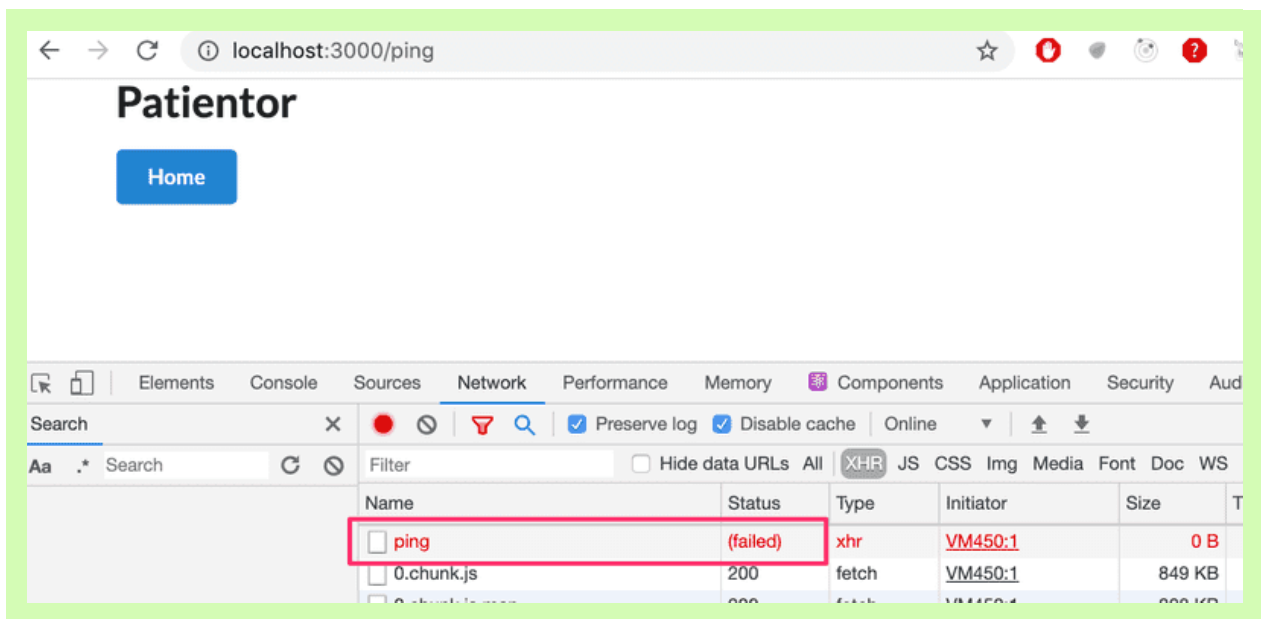 localhost:3000/ping
Patientor
Home
Elements Console Sources Network Performance Memory Components Application Security Aud
Search Preserve log Disable cache Online
Aa .* Search Filter Hide data URLs All XHR JS CSS Img Media Font Doc WS
Name Status Type Initiator Size T
ping (failed) xhr VM450:1 0 B
0.chunk.js 200 fetch VM450:1 849 KB